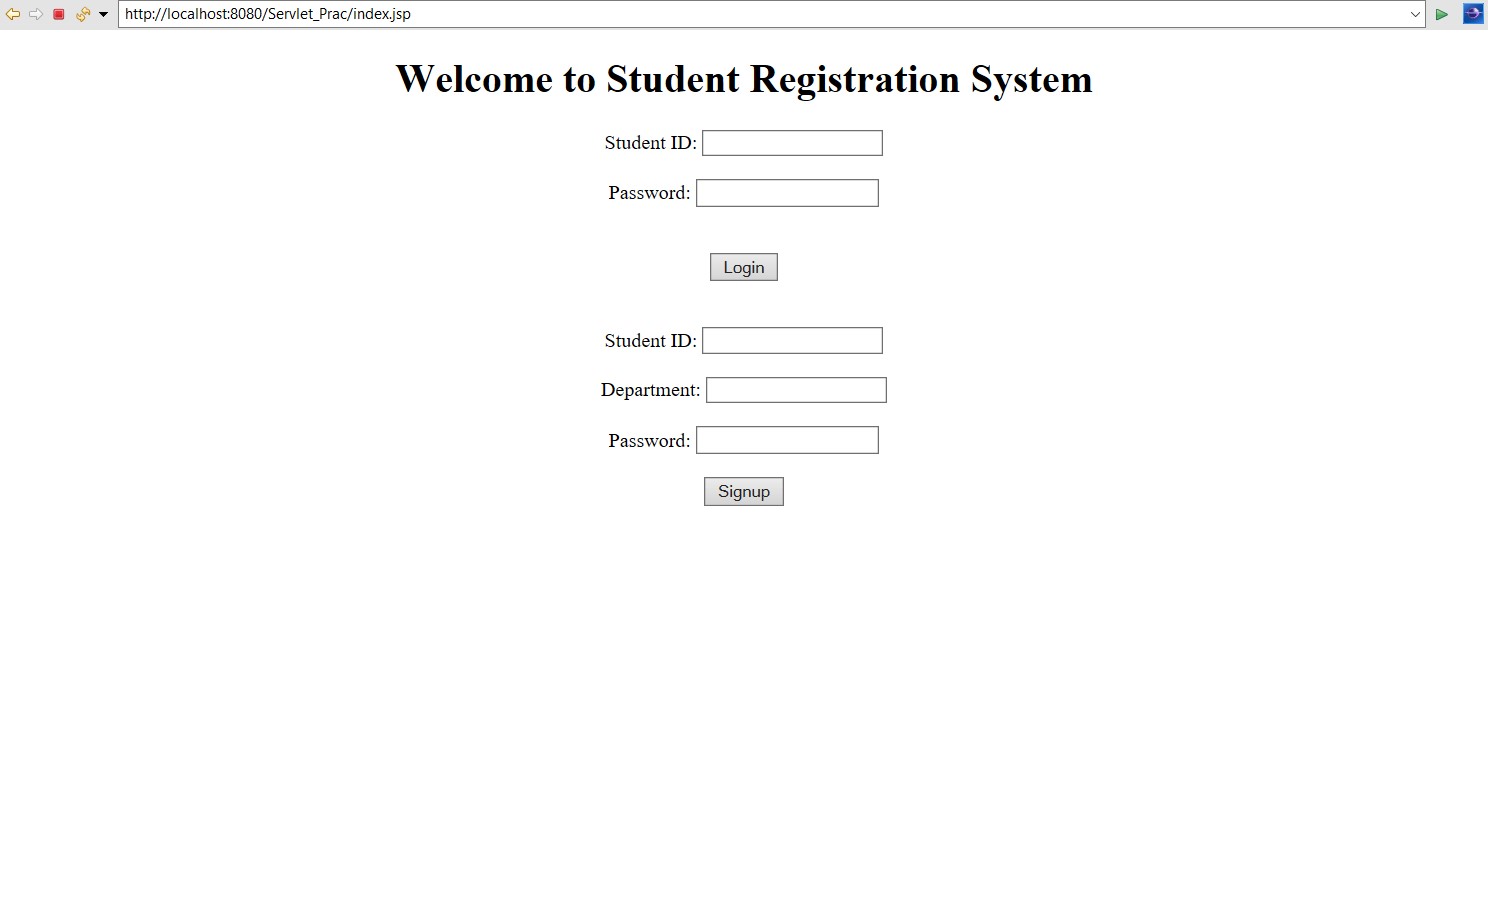 http://localhost:8080/Servlet_Prac/index.jsp
Welcome to Student Registration System
Student ID:
Password:
Login
Student ID:
Department:
Password:
Signup